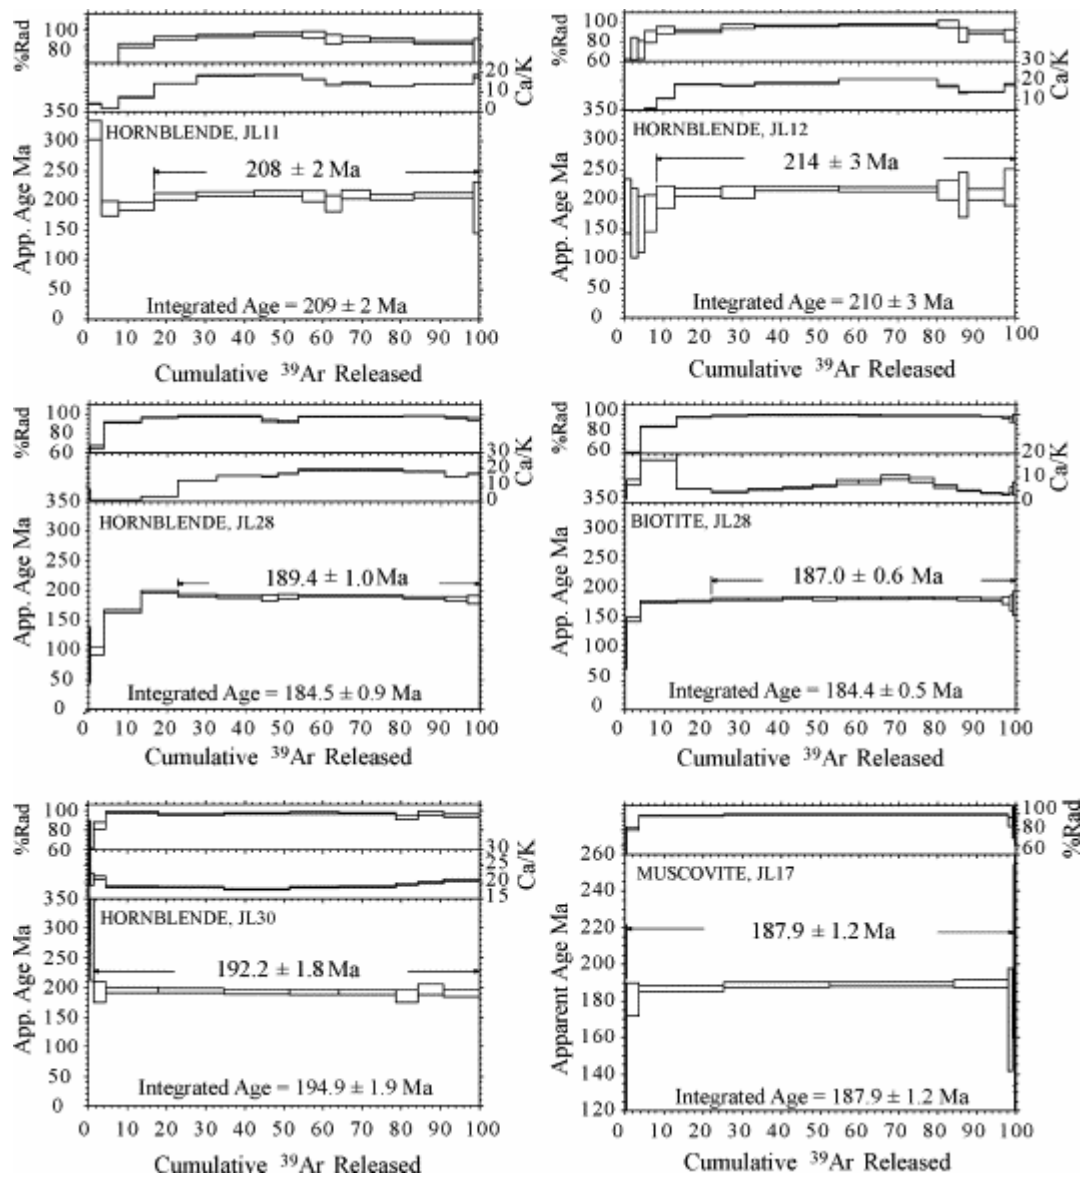 %Rad
100
80
20
10
0
Ca/K
350
300
250
200
150
100
50
0
App. Age Ma
HORNBLENDE, JL11
208 ± 2 Ma
Integrated Age = 209 ± 2 Ma
0 10 20 30 40 50 60 70 80 90 100
Cumulative ³⁹Ar Released
%Rad
100
80
60
30
20
10
Ca/K
350
300
250
200
150
100
50
0
App. Age Ma
HORNBLENDE, JL12
214 ± 3 Ma
Integrated Age = 210 ± 3 Ma
0 10 20 30 40 50 60 70 80 90 100
Cumulative ³⁹Ar Released
%Rad
100
80
60
30
20
10
0
Ca/K
350
300
250
200
150
100
50
0
App. Age Ma
HORNBLENDE, JL28
189.4 ± 1.0 Ma
Integrated Age = 184.5 ± 0.9 Ma
0 10 20 30 40 50 60 70 80 90 100
Cumulative ³⁹Ar Released
%Rad
100
80
60
20
10
0
Ca/K
350
300
250
200
150
100
50
0
App. Age Ma
BIOTITE, JL28
187.0 ± 0.6 Ma
Integrated Age = 184.4 ± 0.5 Ma
0 10 20 30 40 50 60 70 80 90 100
Cumulative ³⁹Ar Released
%Rad
100
80
60
30
25
20
15
Ca/K
350
300
250
200
150
100
50
0
App. Age Ma
HORNBLENDE, JL30
192.2 ± 1.8 Ma
Integrated Age = 194.9 ± 1.9 Ma
0 10 20 30 40 50 60 70 80 90 100
Cumulative ³⁹Ar Released
100
80
60
%Rad
260
240
220
200
180
160
140
120
Apparent Age Ma
MUSCOVITE, JL17
187.9 ± 1.2 Ma
Integrated Age = 187.9 ± 1.2 Ma
0 10 20 30 40 50 60 70 80 90 100
Cumulative ³⁹Ar Released